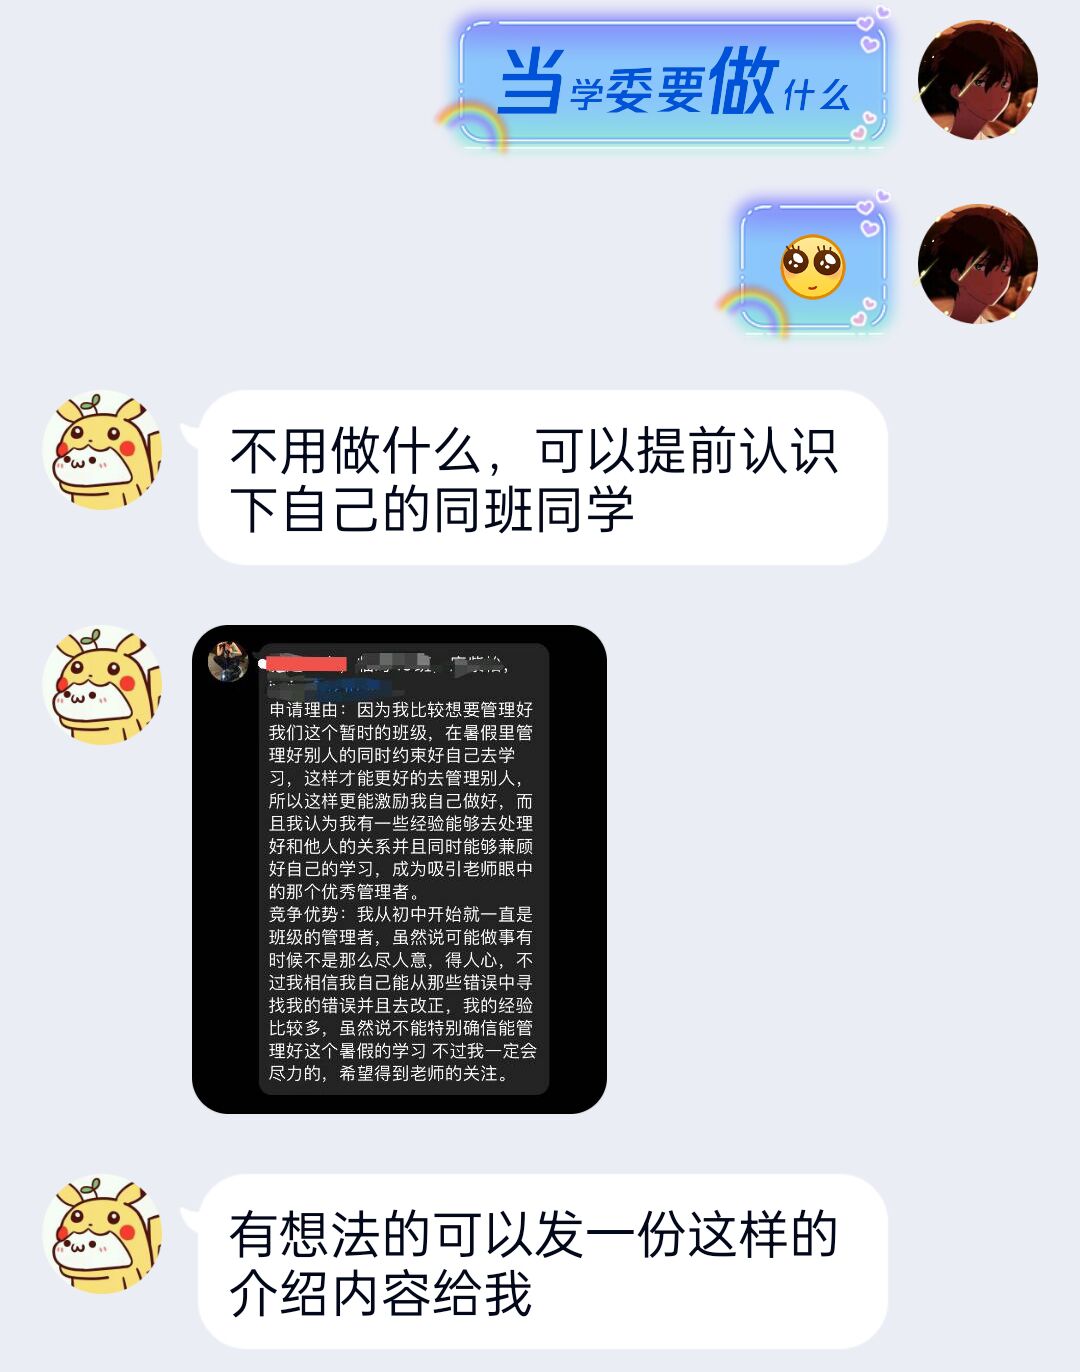 当学委要做什么
不用做什么，可以提前认识
下自己的同班同学
申请理由：因为我比较想要管理好
我们这个暂时的班级，在暑假里管
理好别人的同时约束好自己去学
习，这样才能更好的去管理别人，
所以这样更能激励我自己做好，而
且我认为我有一些经验能够去处理
好和他人的关系并且同时能够兼顾
好自己的学习，成为吸引老师眼中
的那个优秀管理者。
竞争优势：我从初中开始就一直是
班级的管理者，虽然说可能做事有
时候不是那么尽人意，得人心，不
过我相信我自己能从那些错误中寻
找我的错误并且去改正，我的经验
比较多，虽然说不能特别确信能管
理好这个暑假的学习 不过我一定会
尽力的，希望得到老师的关注。
有想法的可以发一份这样的
介绍内容给我